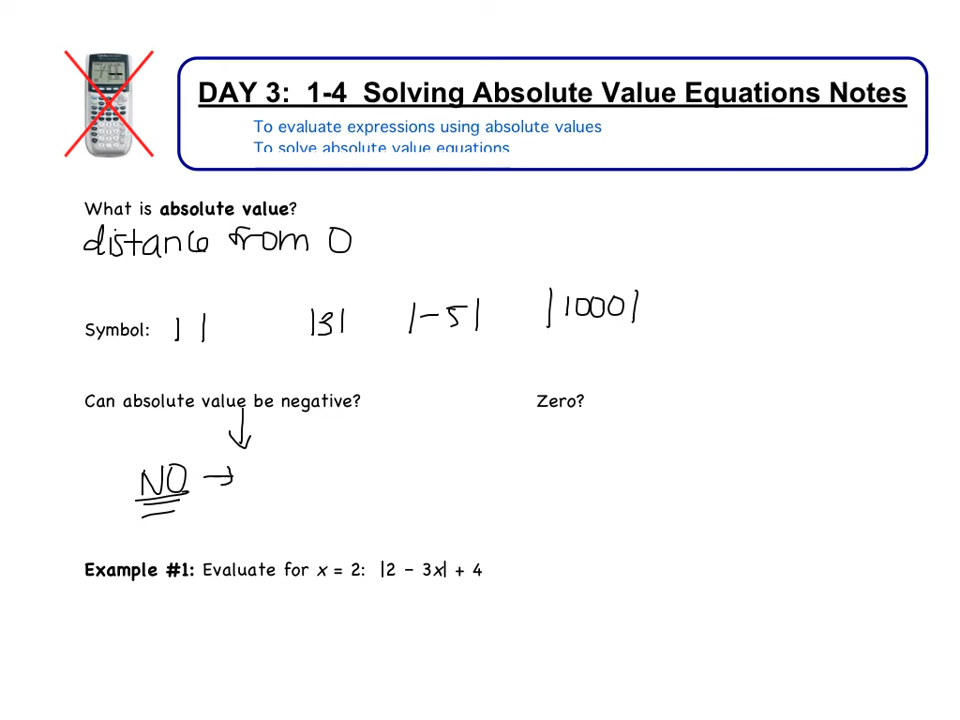 DAY 3: 1-4 Solving Absolute Value Equations Notes
To evaluate expressions using absolute values
To solve absolute value equations
What is absolute value?
distance from 0
Symbol: | | |3| |-5| |1000|
Can absolute value be negative? Zero?
NO →
Example #1: Evaluate for x = 2: |2 − 3x| + 4